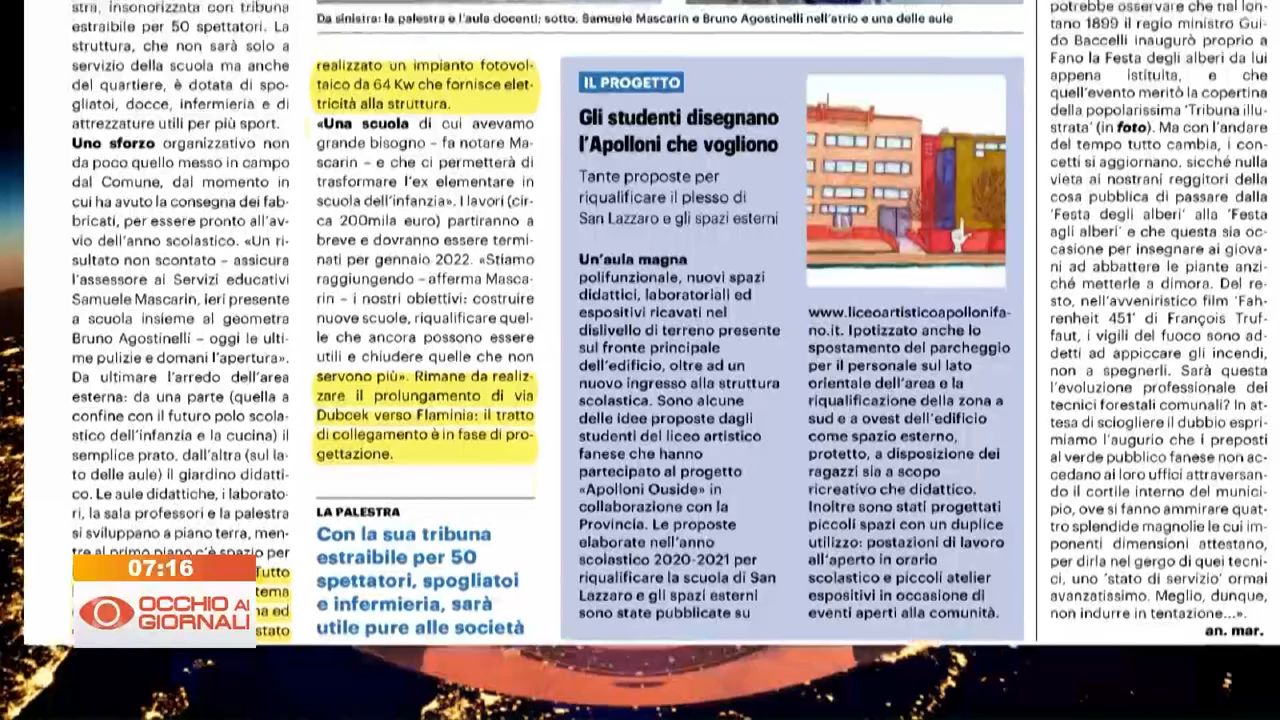 stra, insonorizzata con tribuna
estraibile per 50 spettatori. La
struttura, che non sarà solo a
servizio della scuola ma anche
del quartiere, è dotata di spo-
gliatoi, docce, infermieria e di
attrezzature utili per più sport.
Uno sforzo organizzativo non
da poco quello messo in campo
dal Comune, dal momento in
cui ha avuto la consegna dei fab-
bricati, per essere pronto all'av-
vio dell'anno scolastico. «Un ri-
sultato non scontato – assicura
l'assessore ai Servizi educativi
Samuele Mascarin, ieri presente
a scuola insieme al geometra
Bruno Agostinelli – oggi le ulti-
me pulizie e domani l'apertura».
Da ultimare l'arredo dell'area
esterna: da una parte (quella a
confine con il futuro polo scola-
stico dell'infanzia e la cucina) il
semplice prato, dall'altra (sul la-
to delle aule) il giardino didatti-
co. Le aule didattiche, i laborato-
ri, la sala professori e la palestra
si sviluppano a piano terra, men-
tre al primo piano c'è spazio per
Tutto
tema
na ed
stato
Da sinistra: la palestra e l'aula docenti; sotto, Samuele Mascarin e Bruno Agostinelli nell'atrio e una delle aule
realizzato un impianto fotovol-
taico da 64 Kw che fornisce elet-
tricità alla struttura.
«Una scuola di cui avevamo
grande bisogno – fa notare Ma-
scarin – e che ci permetterà di
trasformare l'ex elementare in
scuola dell'infanzia». I lavori (cir-
ca 200mila euro) partiranno a
breve e dovranno essere termi-
nati per gennaio 2022. «Stiamo
raggiungendo – afferma Masca-
rin – i nostri obiettivi: costruire
nuove scuole, riqualificare quel-
le che ancora possono essere
utili e chiudere quelle che non
servono più». Rimane da realiz-
zare il prolungamento di via
Dubcek verso Flaminia: il tratto
di collegamento è in fase di pro-
gettazione.
LA PALESTRA
Con la sua tribuna
estraibile per 50
spettatori, spogliatoi
e infermieria, sarà
utile pure alle società
IL PROGETTO
Gli studenti disegnano
l'Apolloni che vogliono
Tante proposte per
riqualificare il plesso di
San Lazzaro e gli spazi esterni
Un'aula magna
polifunzionale, nuovi spazi
didattici, laboratoriali ed
espositivi ricavati nel
dislivello di terreno presente
sul fronte principale
dell'edificio, oltre ad un
nuovo ingresso alla struttura
scolastica. Sono alcune
delle idee proposte dagli
studenti del liceo artistico
fanese che hanno
partecipato al progetto
«Apolloni Ouside» in
collaborazione con la
Provincia. Le proposte
elaborate nell'anno
scolastico 2020-2021 per
riqualificare la scuola di San
Lazzaro e gli spazi esterni
sono state pubblicate su
www.liceoartisticoapollonifa-
no.it. Ipotizzato anche lo
spostamento del parcheggio
per il personale sul lato
orientale dell'area e la
riqualificazione della zona a
sud e a ovest dell'edificio
come spazio esterno,
protetto, a disposizione dei
ragazzi sia a scopo
ricreativo che didattico.
Inoltre sono stati progettati
piccoli spazi con un duplice
utilizzo: postazioni di lavoro
all'aperto in orario
scolastico e piccoli atelier
espositivi in occasione di
eventi aperti alla comunità.
potrebbe osservare che nel lon-
tano 1899 il regio ministro Gui-
do Baccelli inaugurò proprio a
Fano la Festa degli alberi da lui
appena istituita, e che
quell'evento meritò la copertina
della popolarissima 'Tribuna illu-
strata' (in foto). Ma con l'andare
del tempo tutto cambia, i con-
cetti si aggiornano, sicché nulla
vieta ai nostrani reggitori della
cosa pubblica di passare dalla
'Festa degli alberi' alla 'Festa
agli alberi' e che questa sia oc-
casione per insegnare ai giova-
ni ad abbattere le piante anzi-
ché metterle a dimora. Del re-
sto, nell'avveniristico film 'Fah-
renheit 451' di François Truf-
faut, i vigili del fuoco sono ad-
detti ad appiccare gli incendi,
non a spegnerli. Sarà questa
l'evoluzione professionale dei
tecnici forestali comunali? In at-
tesa di sciogliere il dubbio espri-
miamo l'augurio che i preposti
al verde pubblico fanese non ac-
cedano ai loro uffici attraversan-
do il cortile interno del munici-
pio, ove si fanno ammirare quat-
tro splendide magnolie le cui im-
ponenti dimensioni attestano,
per dirla nel gergo di quei tecni-
ci, uno 'stato di servizio' ormai
avanzatissimo. Meglio, dunque,
non indurre in tentazione...».
an. mar.
07:16
OCCHIO AI
GIORNALI